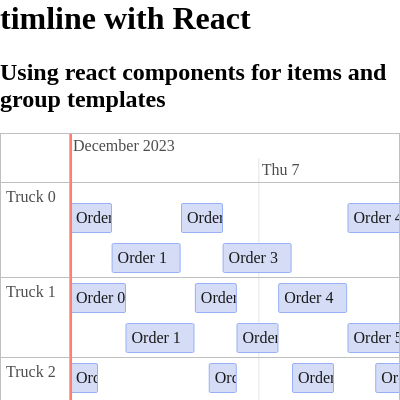 timline with React
Using react components for items and
group templates
December 2023
Thu 7
Truck 0
Order
Order
Order 4
Order 1
Order 3
Truck 1
Order 0
Order
Order 4
Order 1
Order
Order 5
Truck 2
Ord
Ord
Order
Or